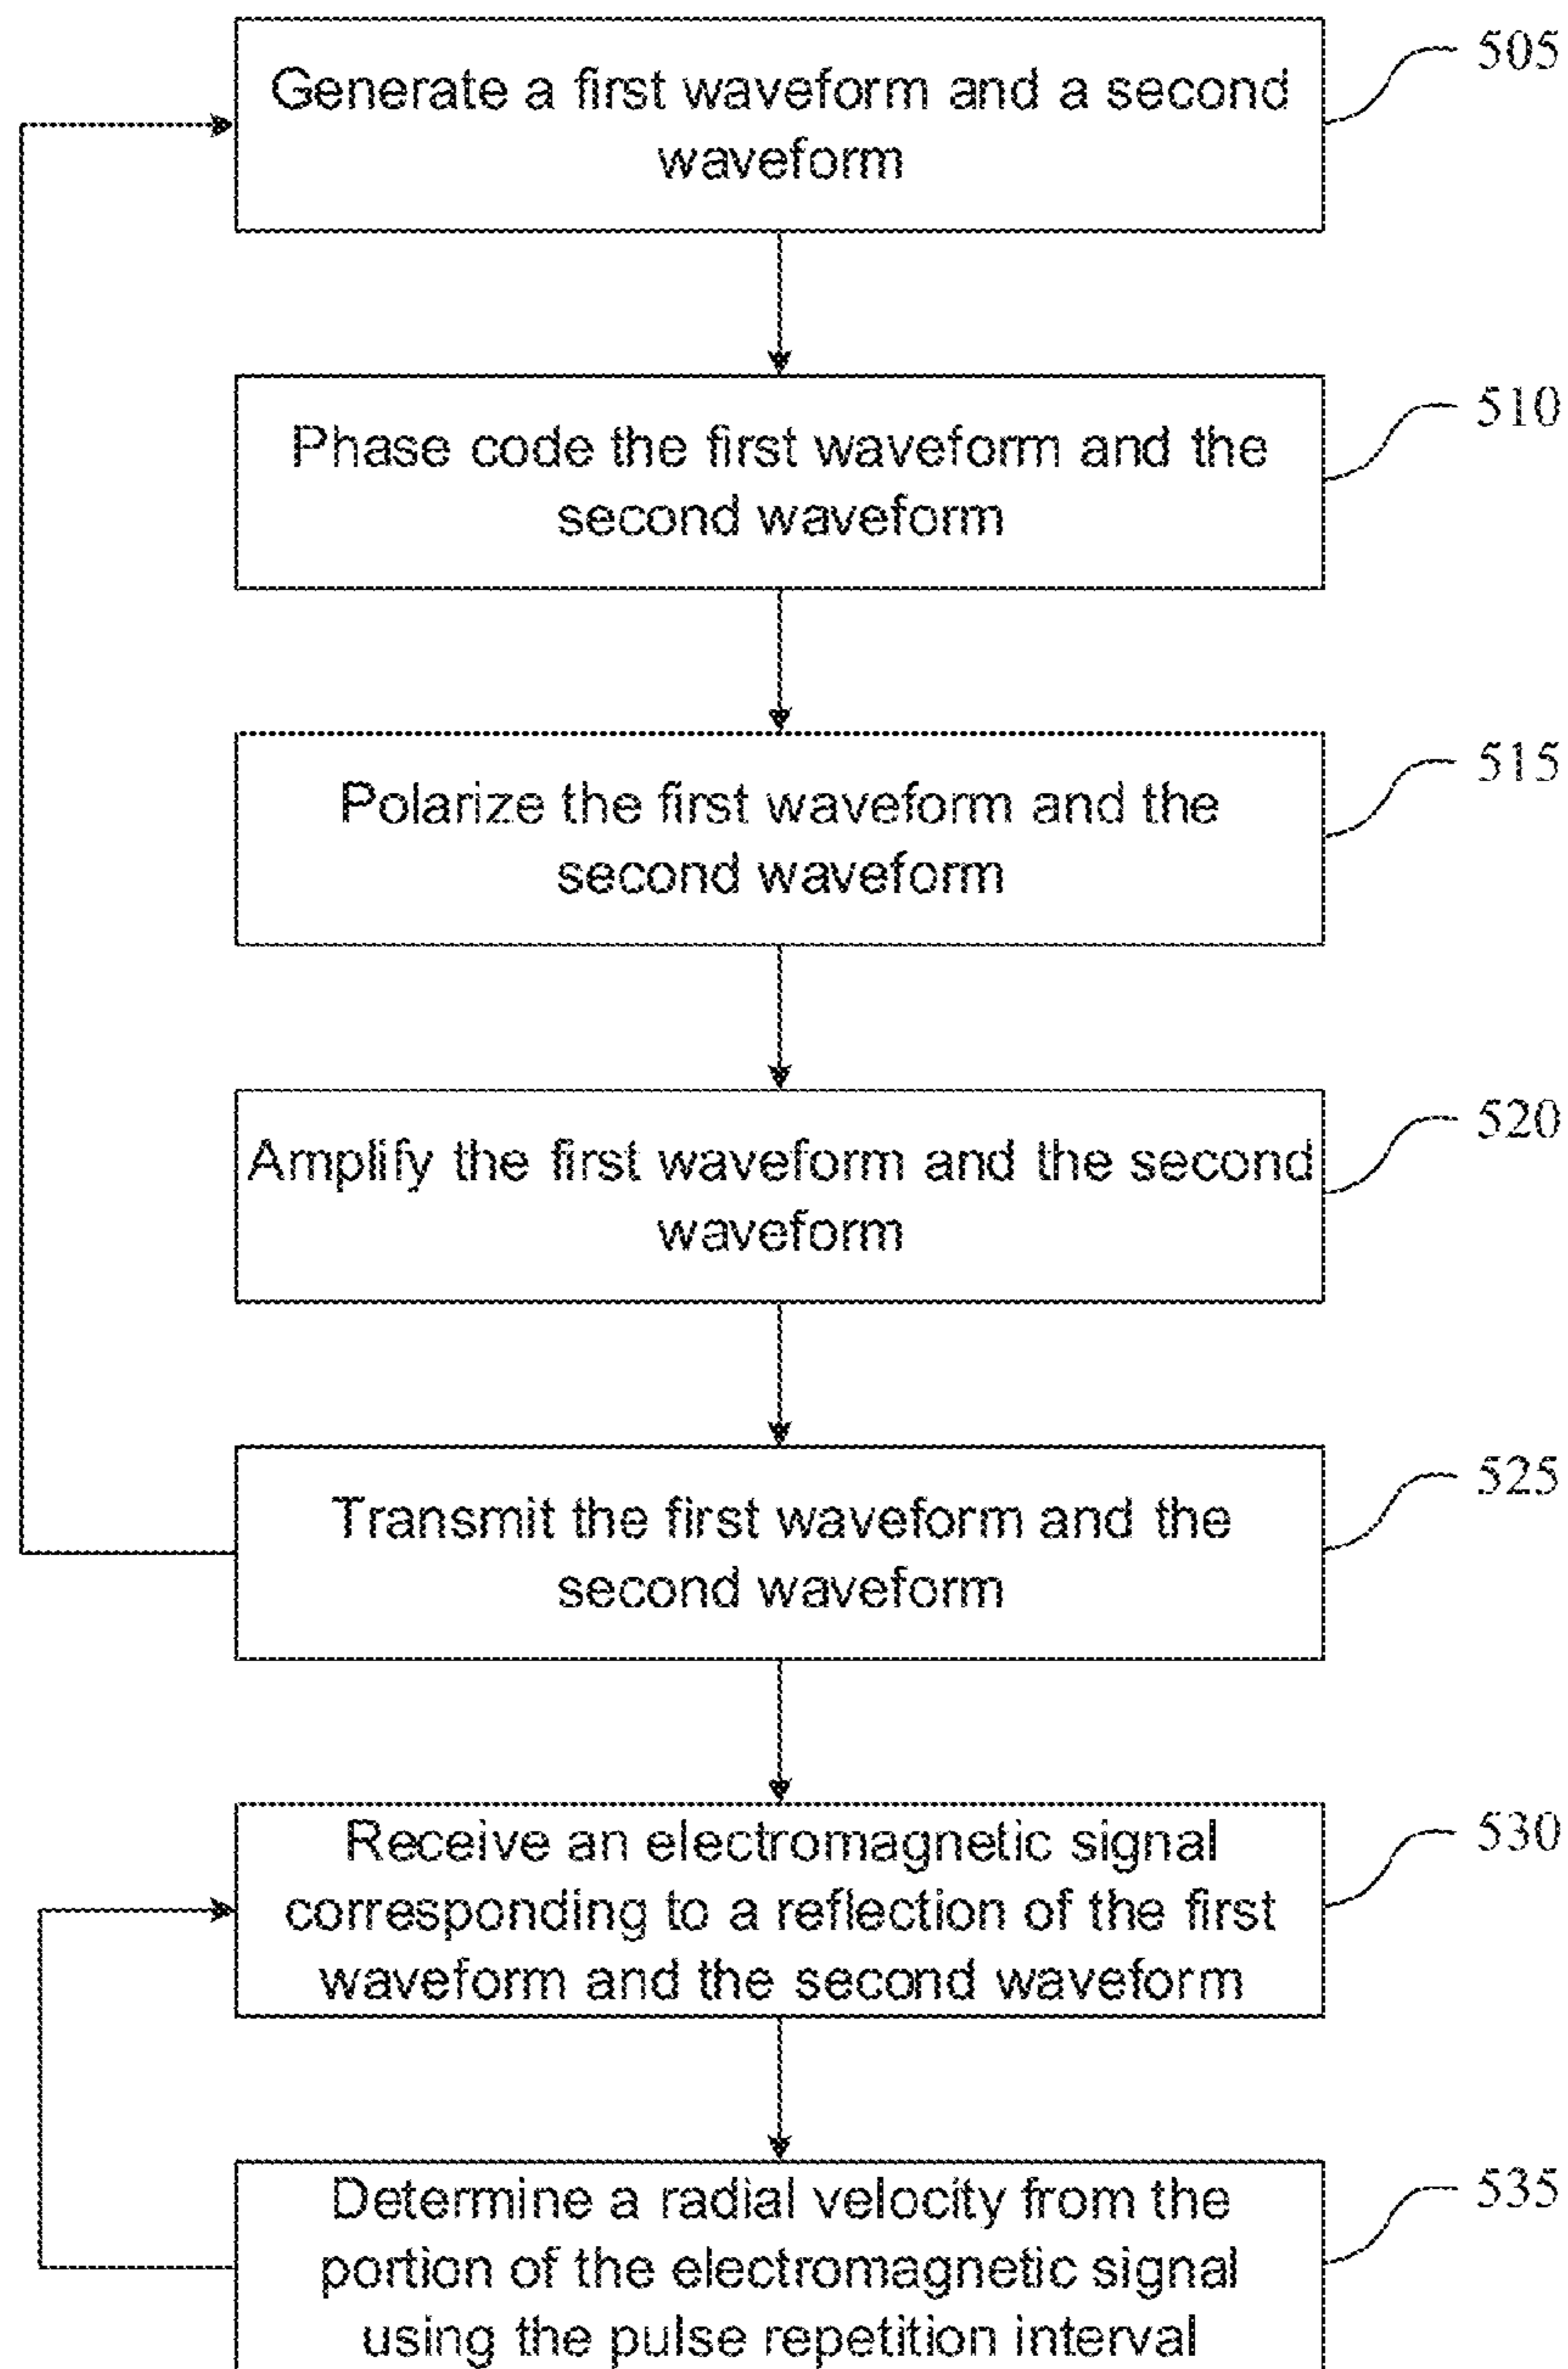 505
Generate a first waveform and a second
waveform
510
Phase code the first waveform and the
second waveform
515
Polarize the first waveform and the
second waveform
520
Amplify the first waveform and the second
waveform
525
Transmit the first waveform and the
second waveform
530
Receive an electromagnetic signal
corresponding to a reflection of the first
waveform and the second waveform
535
Determine a radial velocity from the
portion of the electromagnetic signal
using the pulse repetition interval